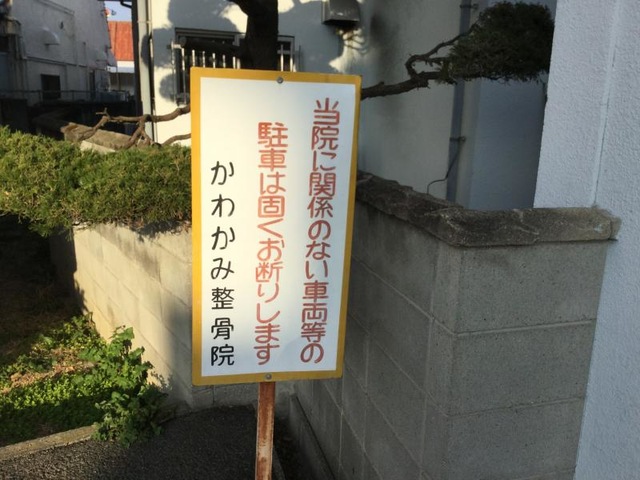 当院に関係のない車両等の
駐車は固くお断りします
かわかみ整骨院